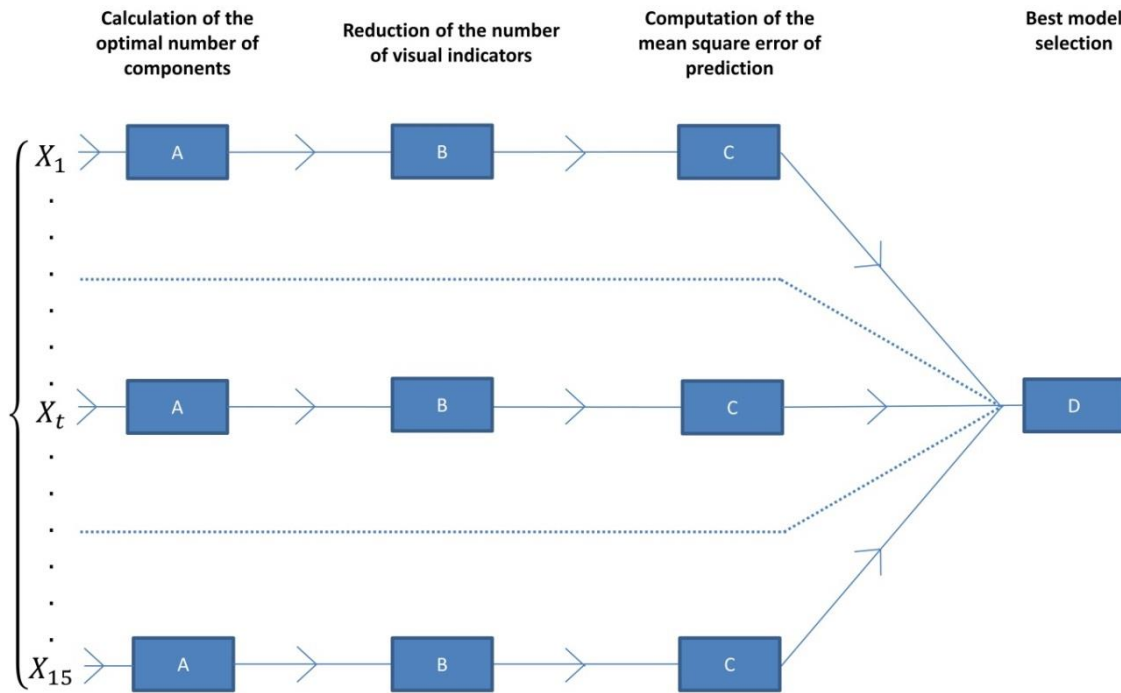 Calculation of the
optimal number of
components
Reduction of the number
of visual indicators
Computation of the
mean square error of
prediction
Best model
selection
X₁ A B C
Xₜ A B C D
X₁₅ A B C